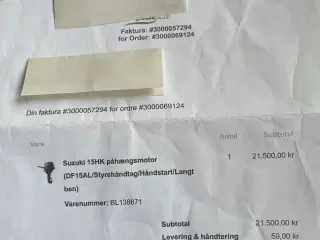 Faktura: #3000057294
for Order: #3000069124
Din faktura #3000057294 for ordre #3000069124
Vare Antal Subtotal
Suzuki 15HK påhængsmotor 1 21.500,00 kr
(DF15AL/Styrehåndtag/Håndstart/Langt
ben)
Varenummer: BL138671
Subtotal 21.500,00 kr
Levering & håndtering 59,00 kr